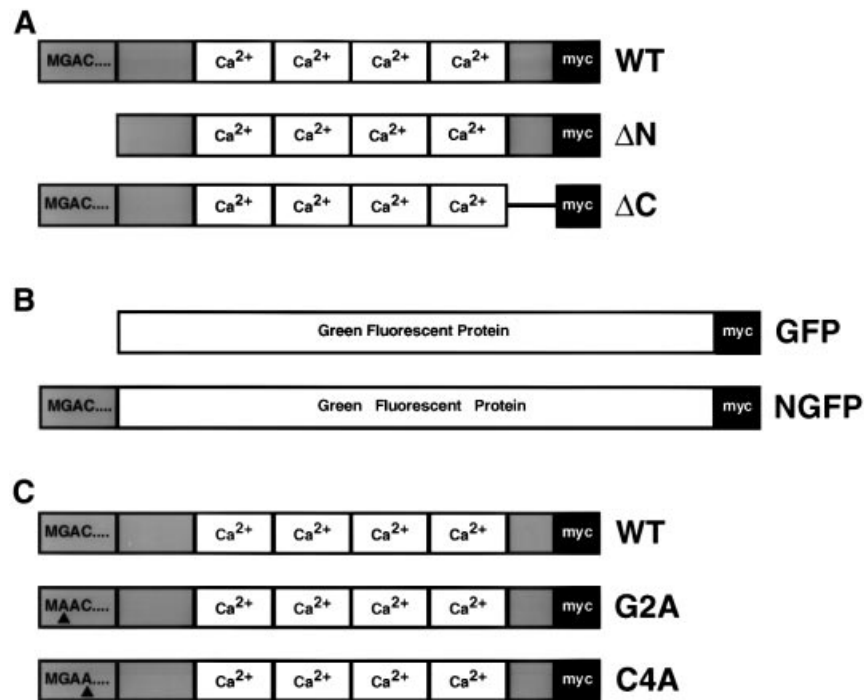 A
MGAC.... Ca2+ Ca2+ Ca2+ Ca2+ myc WT
Ca2+ Ca2+ Ca2+ Ca2+ myc ΔN
MGAC.... Ca2+ Ca2+ Ca2+ Ca2+ myc ΔC
B
Green Fluorescent Protein myc GFP
MGAC.... Green Fluorescent Protein myc NGFP
C
MGAC.... Ca2+ Ca2+ Ca2+ Ca2+ myc WT
MAAC.... Ca2+ Ca2+ Ca2+ Ca2+ myc G2A
MGAA.... Ca2+ Ca2+ Ca2+ Ca2+ myc C4A